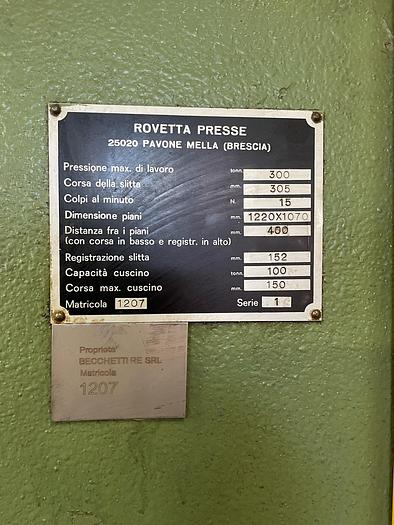 ROVETTA PRESSE
25020 PAVONE MELLA (BRESCIA)
Pressione max. di lavoro tonn. 300
Corsa della slitta mm. 305
Colpi al minuto N. 15
Dimensione piani mm. 1220X1070
Distanza fra i piani mm. 400
(con corsa in basso e registr. in alto)
Registrazione slitta mm. 152
Capacità cuscino tonn. 100
Corsa max. cuscino mm. 150
Matricola 1207 Serie 1
Proprieta'
BECCHETTI RE SRL
Matricola
1207